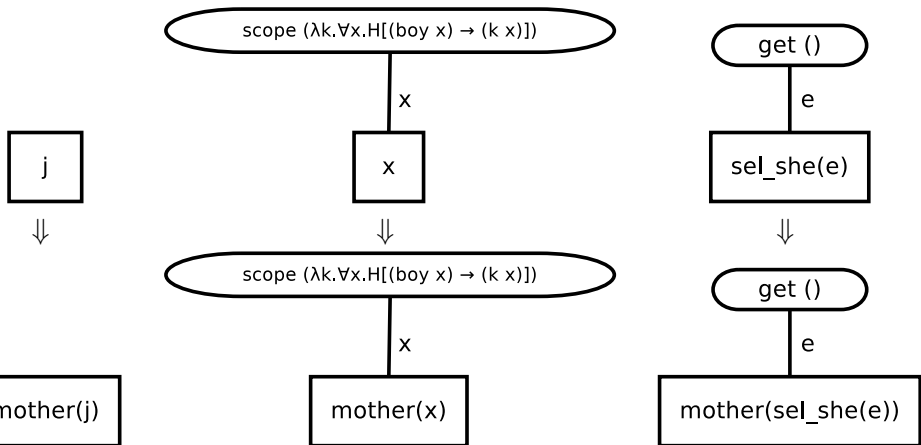 scope (λk.∀x.H[(boy x) → (k x)])
get ()
x
e
j
x
sel_she(e)
⇓
⇓
⇓
scope (λk.∀x.H[(boy x) → (k x)])
get ()
x
e
mother(j)
mother(x)
mother(sel_she(e))